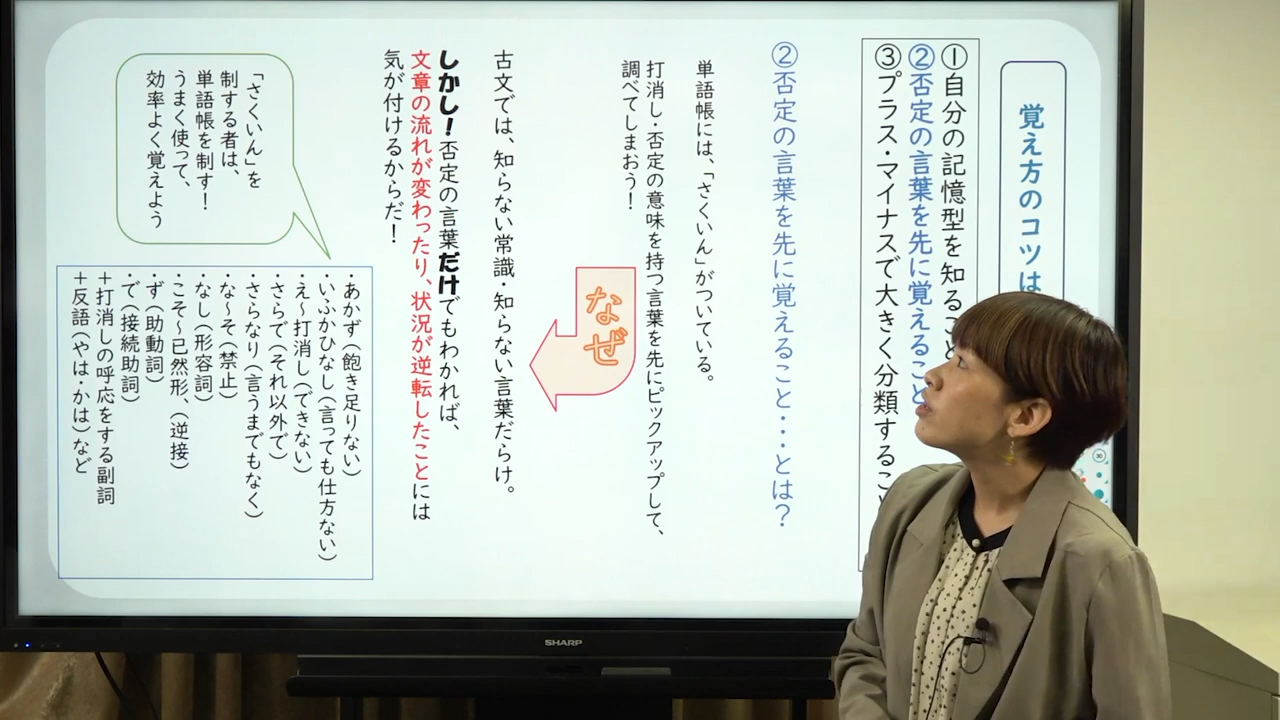 覚え方のコツは
①自分の記憶型を知ること
②否定の言葉を先に覚えること
③プラス・マイナスで大きく分類するこ
②否定の言葉を先に覚えること・・・とは？
単語帳には、「さくいん」がついている。
打消し・否定の意味を持つ言葉を先にピックアップして、
調べてしまおう！
なぜ
古文では、知らない常識・知らない言葉だらけ。
しかし！否定の言葉だけでもわかれば、
文章の流れが変わったり、状況が逆転したことには
気が付けるからだ！
「さくいん」を
制する者は、
単語帳を制す！
うまく使って、
効率よく覚えよう
・あかず（飽き足りない）
・いふかひなし（言っても仕方ない）
・え～打消し（できない）
・さらで（それ以外で）
・さらなり（言うまでもなく）
・な～そ（禁止）
・なし（形容詞）
・こそ～已然形、（逆接）
・ず（助動詞）
・で（接続助詞）
＋打消しの呼応をする副詞
＋反語（やは・かは）など
30
SHARP